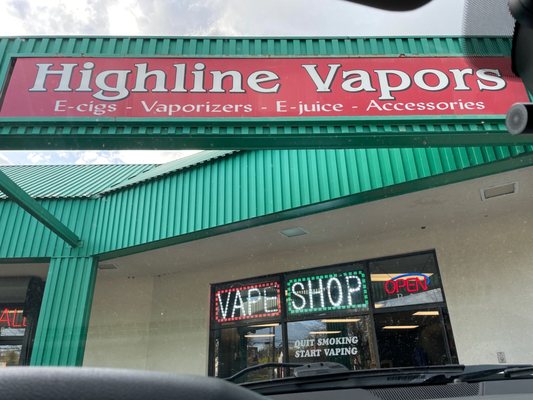 Highline Vapors
E-cigs - Vaporizers - E-juice - Accessories
VAPE SHOP OPEN
QUIT SMOKING
START VAPING